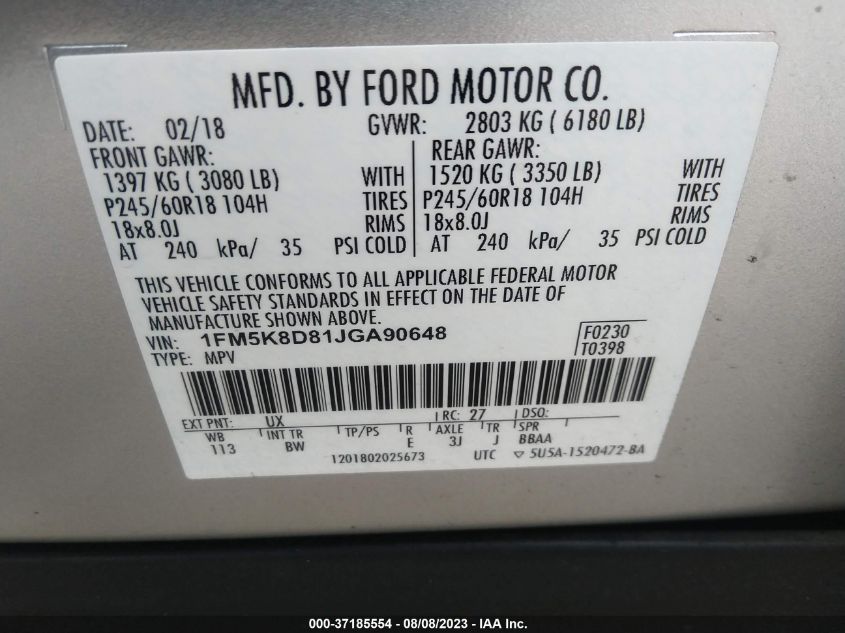 MFD. BY FORD MOTOR CO.
DATE: 02/18 GVWR: 2803 KG ( 6180 LB)
FRONT GAWR: REAR GAWR:
1397 KG ( 3080 LB) WITH 1520 KG ( 3350 LB) WITH
P245/60R18 104H TIRES P245/60R18 104H TIRES
18x8.0J RIMS 18x8.0J RIMS
AT 240 kPa/ 35 PSI COLD AT 240 kPa/ 35 PSI COLD
THIS VEHICLE CONFORMS TO ALL APPLICABLE FEDERAL MOTOR
VEHICLE SAFETY STANDARDS IN EFFECT ON THE DATE OF
MANUFACTURE SHOWN ABOVE.
VIN: 1FM5K8D81JGA90648 F0230
TYPE: MPV T0398
EXT PNT: UX RC: 27 DSO:
WB INT TR TP/PS R AXLE TR SPR
113 BW E 3J J BBAA
1201802025673 UTC ▽ 5U5A-1520472-BA
000-37185554 - 08/08/2023 - IAA Inc.